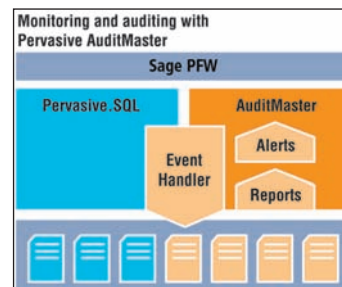 Monitoring and auditing with
Pervasive AuditMaster
Sage PFW
Pervasive.SQL
AuditMaster
Event
Handler
Alerts
Reports